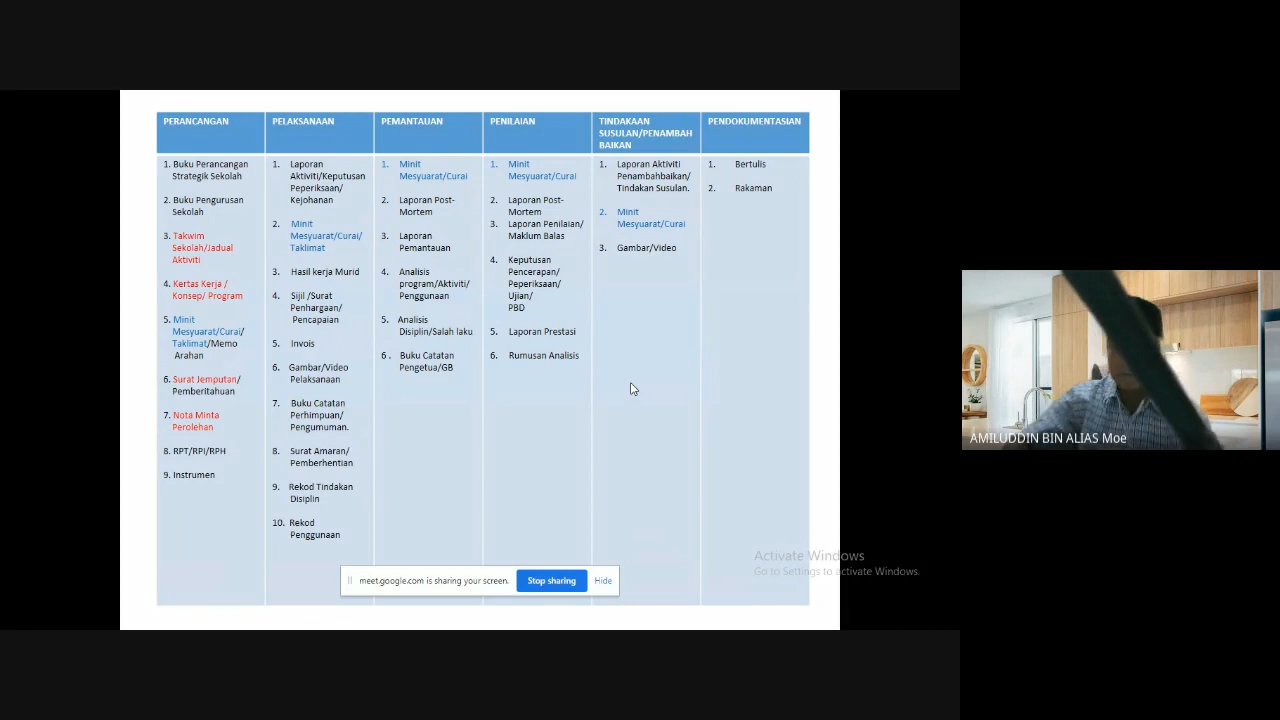 PERANCANGAN
1. Buku Perancangan
Strategik Sekolah
2. Buku Pengurusan
Sekolah
3. Takwim
Sekolah/Jadual
Aktiviti
4. Kertas Kerja /
Konsep/ Program
5. Minit
Mesyuarat/Curai/
Taklimat/Memo
Arahan
6. Surat Jemputan/
Pemberitahuan
7. Nota Minta
Perolehan
8. RPT/RPI/RPH
9. Instrumen
PELAKSANAAN
1. Laporan
Aktiviti/Keputusan
Peperiksaan/
Kejohanan
2. Minit
Mesyuarat/Curai/
Taklimat
3. Hasil kerja Murid
4. Sijil /Surat
Penhargaan/
Pencapaian
5. Invois
6. Gambar/Video
Pelaksanaan
7. Buku Catatan
Perhimpuan/
Pengumuman.
8. Surat Amaran/
Pemberhentian
9. Rekod Tindakan
Disiplin
10. Rekod
Penggunaan
PEMANTAUAN
1. Minit
Mesyuarat/Curai
2. Laporan Post-
Mortem
3. Laporan
Pemantauan
4. Analisis
program/Aktiviti/
Penggunaan
5. Analisis
Disiplin/Salah laku
6 . Buku Catatan
Pengetua/GB
PENILAIAN
1. Minit
Mesyuarat/Curai
2. Laporan Post-
Mortem
3. Laporan Penilaian/
Maklum Balas
4. Keputusan
Pencerapan/
Peperiksaan/
Ujian/
PBD
5. Laporan Prestasi
6. Rumusan Analisis
TINDAKAAN
SUSULAN/PENAMBAH
BAIKAN
1. Laporan Aktiviti
Penambahbaikan/
Tindakan Susulan.
2. Minit
Mesyuarat/Curai
3. Gambar/Video
PENDOKUMENTASIAN
1. Bertulis
2. Rakaman
meet.google.com is sharing your screen.
Stop sharing
Hide
Activate Windows
Go to Settings to activate Windows.
AMILUDDIN BIN ALIAS Moe